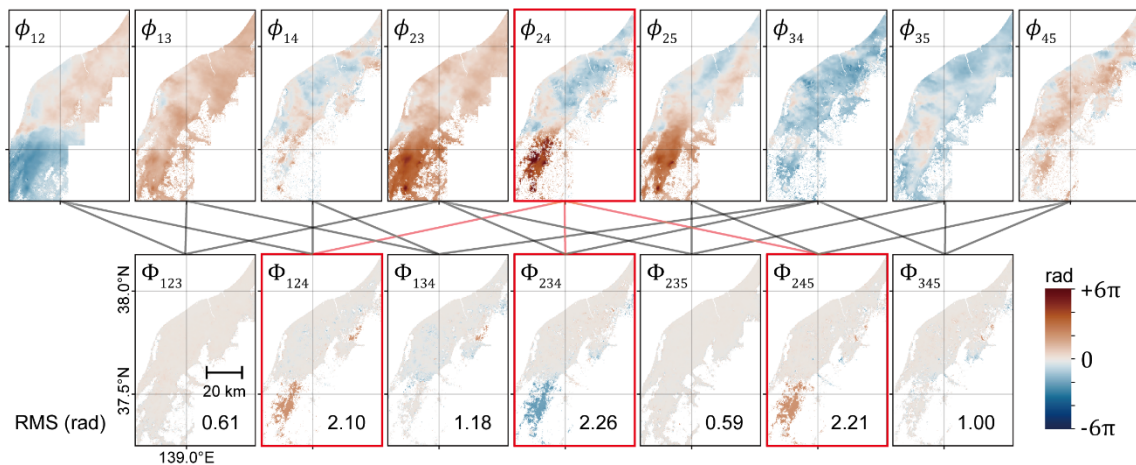 ϕ₁₂ ϕ₁₃ ϕ₁₄ ϕ₂₃ ϕ₂₄ ϕ₂₅ ϕ₃₄ ϕ₃₅ ϕ₄₅
Φ₁₂₃ Φ₁₂₄ Φ₁₃₄ Φ₂₃₄ Φ₂₃₅ Φ₂₄₅ Φ₃₄₅
38.0°N
37.5°N
20 km
RMS (rad) 0.61 2.10 1.18 2.26 0.59 2.21 1.00
139.0°E
rad
+6π
0
-6π